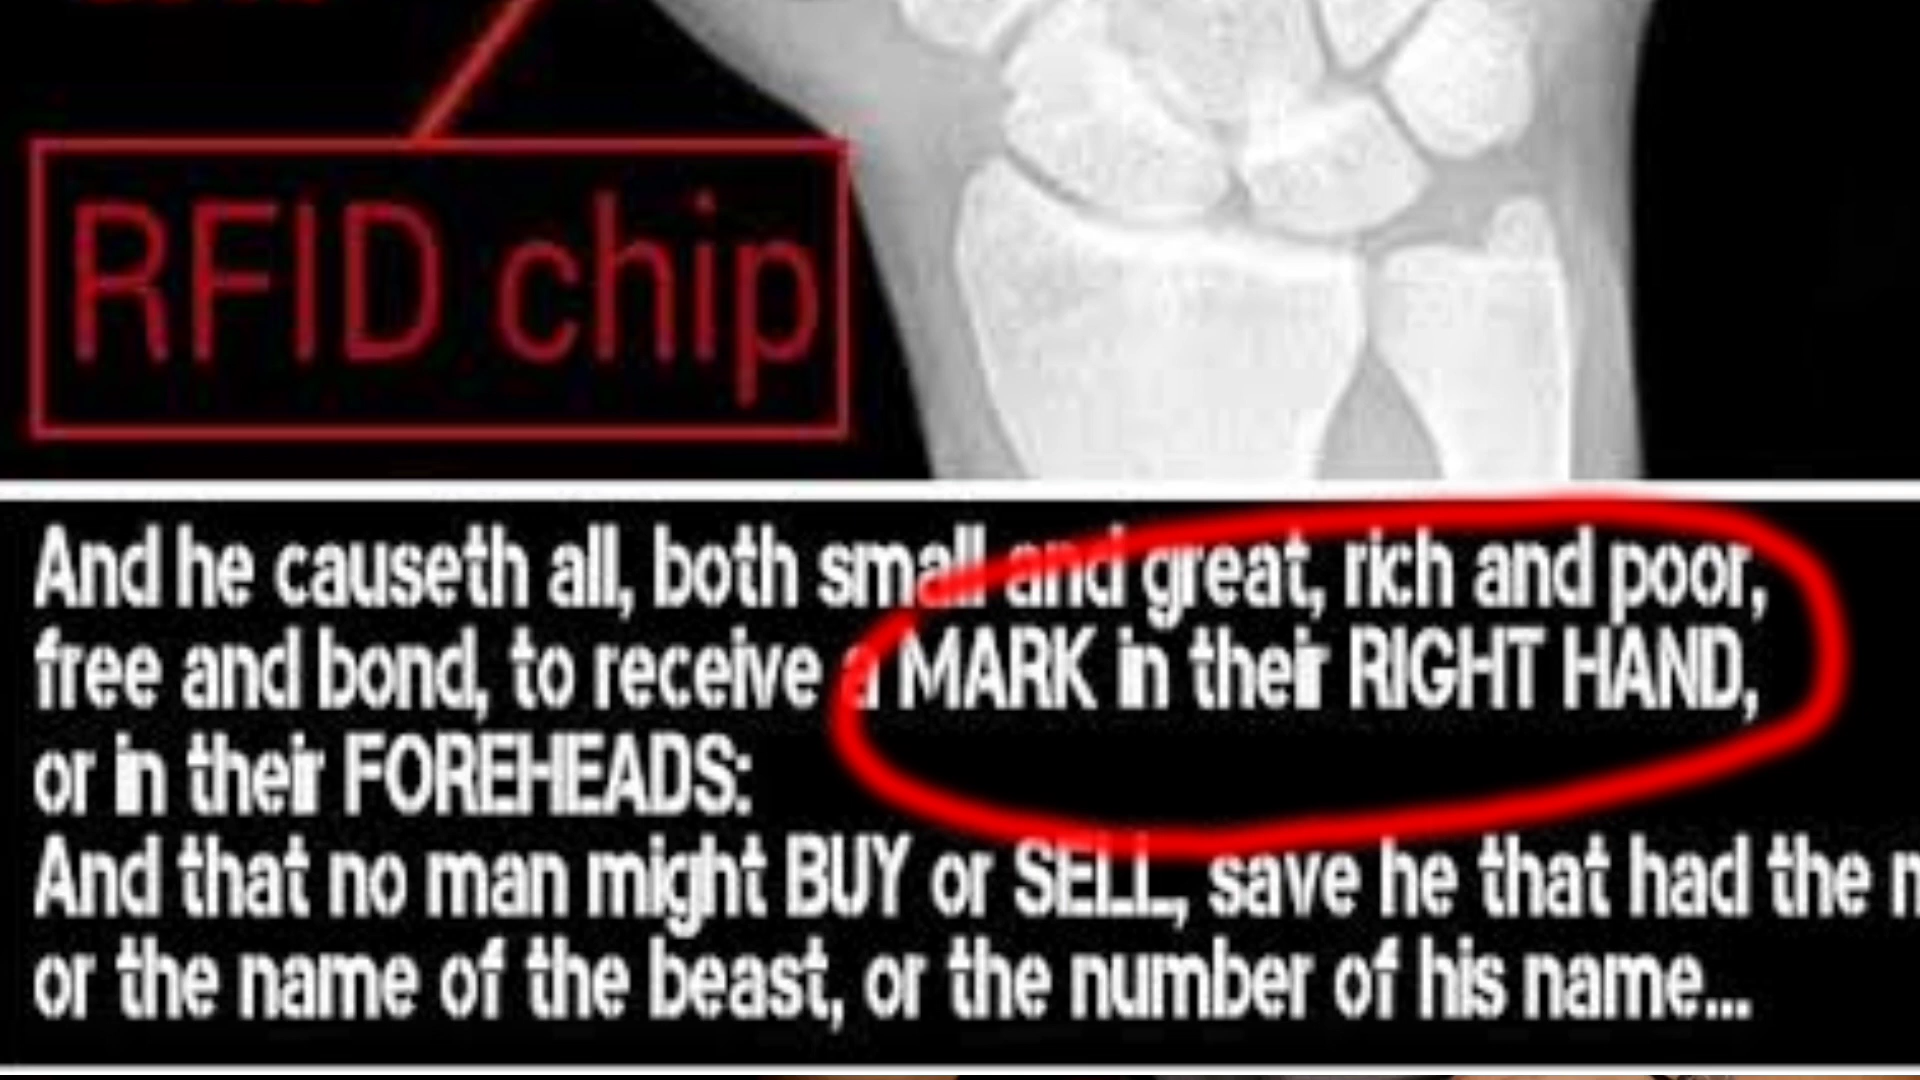 RFID chip
And he causeth all, both small and great, rich and poor,
free and bond, to receive a MARK in their RIGHT HAND,
or in their FOREHEADS:
And that no man might BUY or SELL, save he that had the
or the name of the beast, or the number of his name...